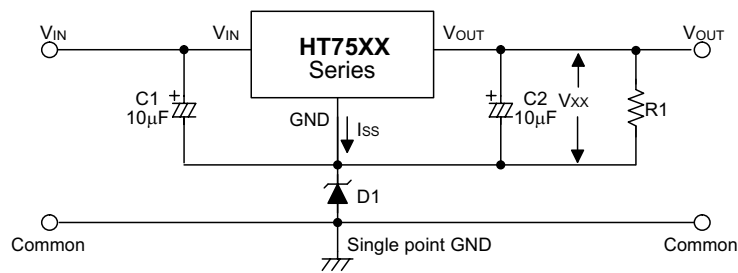 VIN
VIN
HT75XX
Series
VOUT
VOUT
C1
10μF
+
GND
ISS
+
C2
10μF
VXX
R1
D1
Common
Single point GND
Common